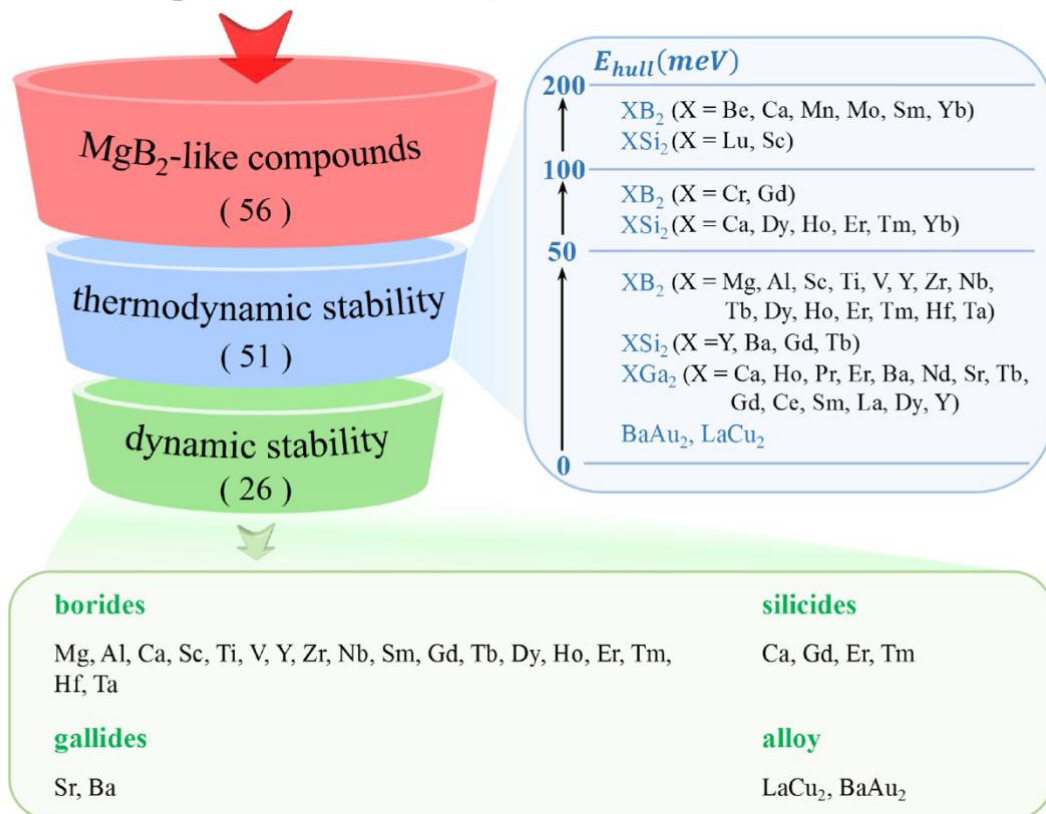 MgB₂-like compounds
( 56 )
thermodynamic stability
( 51 )
dynamic stability
( 26 )
E_hull(meV)
200
XB₂ (X = Be, Ca, Mn, Mo, Sm, Yb)
XSi₂ (X = Lu, Sc)
100
XB₂ (X = Cr, Gd)
XSi₂ (X = Ca, Dy, Ho, Er, Tm, Yb)
50
XB₂ (X = Mg, Al, Sc, Ti, V, Y, Zr, Nb,
Tb, Dy, Ho, Er, Tm, Hf, Ta)
XSi₂ (X =Y, Ba, Gd, Tb)
XGa₂ (X = Ca, Ho, Pr, Er, Ba, Nd, Sr, Tb,
Gd, Ce, Sm, La, Dy, Y)
BaAu₂, LaCu₂
0
borides
Mg, Al, Ca, Sc, Ti, V, Y, Zr, Nb, Sm, Gd, Tb, Dy, Ho, Er, Tm,
Hf, Ta
silicides
Ca, Gd, Er, Tm
gallides
Sr, Ba
alloy
LaCu₂, BaAu₂